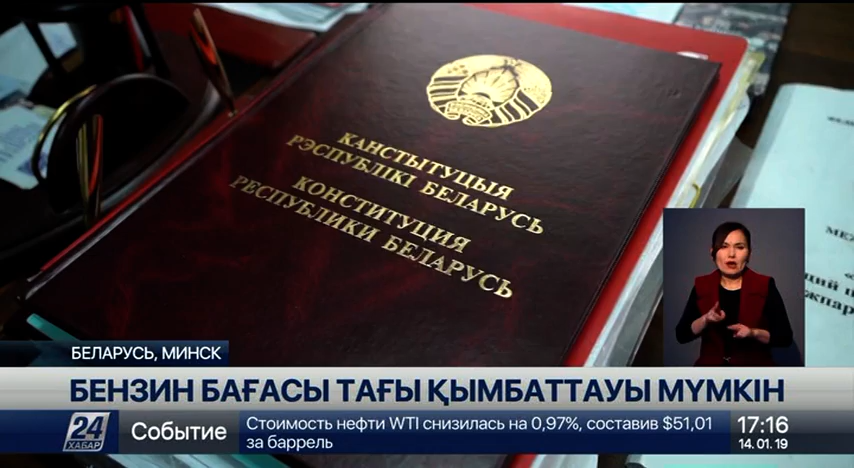 КАНСТЫТУЦЫЯ
РЭСПУБЛІКІ БЕЛАРУСЬ
КОНСТИТУЦИЯ
РЕСПУБЛИКИ БЕЛАРУСЬ
БЕЛАРУСЬ, МИНСК
БЕНЗИН БАҒАСЫ ТАҒЫ ҚЫМБАТТАУЫ МҮМКІН
24
ХАБАР
Событие
Стоимость нефти WTI снизилась на 0,97%, составив $51,01
за баррель
17:16
14.01.19